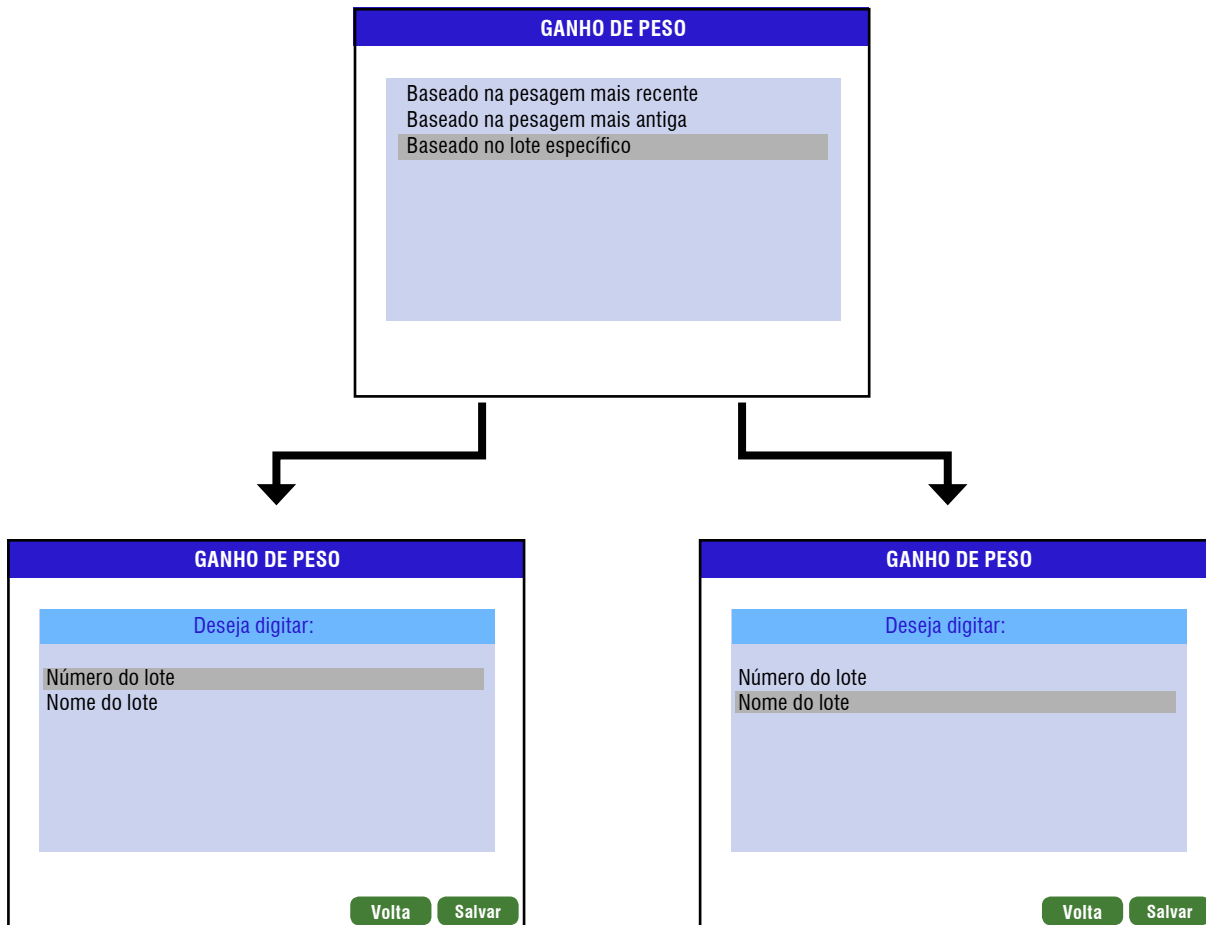 GANHO DE PESO
Baseado na pesagem mais recente
Baseado na pesagem mais antiga
Baseado no lote específico
GANHO DE PESO
Deseja digitar:
Número do lote
Nome do lote
Volta Salvar
GANHO DE PESO
Deseja digitar:
Número do lote
Nome do lote
Volta Salvar